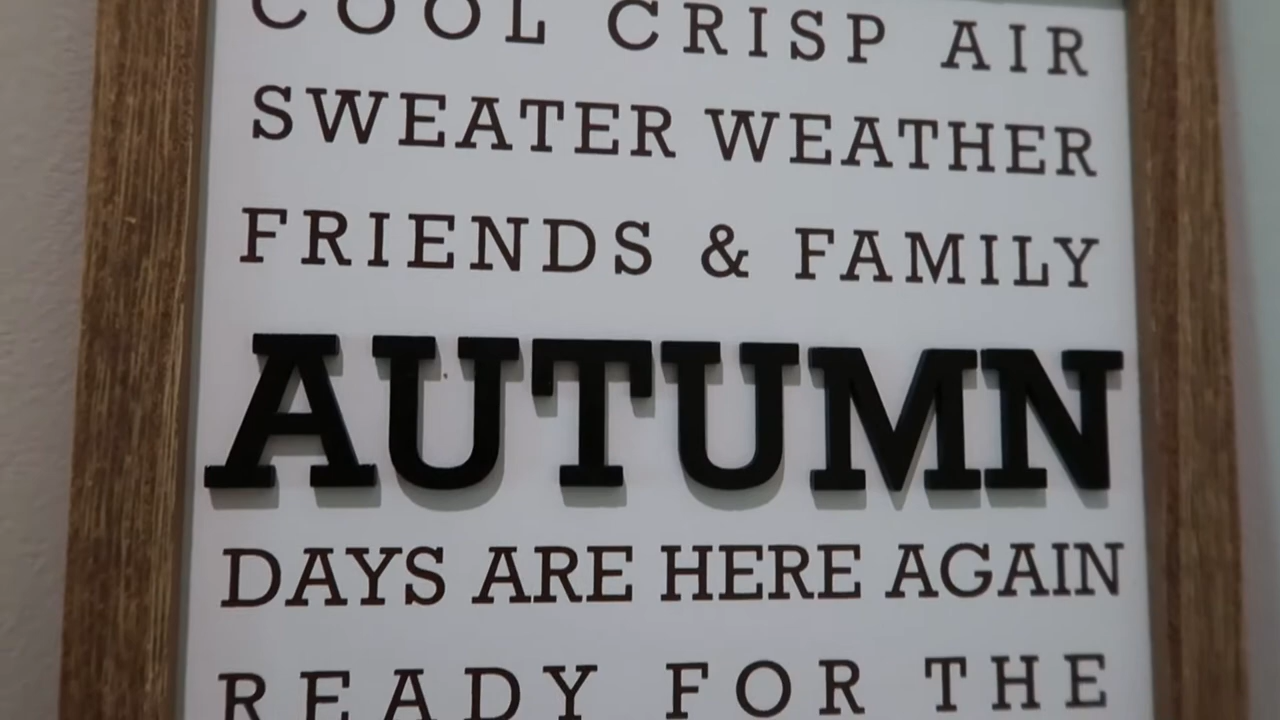 COOL CRISP AIR
SWEATER WEATHER
FRIENDS & FAMILY
AUTUMN
DAYS ARE HERE AGAIN
READY FOR THE